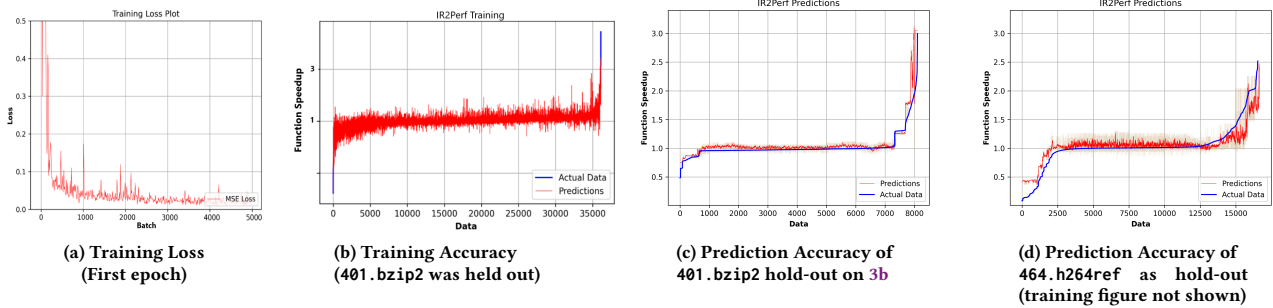 Training Loss Plot
0.5
0.4
0.3
0.2
0.1
0.0
Loss
0
1000
2000
3000
4000
5000
Batch
MSE Loss
(a) Training Loss
(First epoch)
IR2Perf Training
3
1
Function Speedup
0
5000
10000
15000
20000
25000
30000
35000
Data
Actual Data
Predictions
(b) Training Accuracy
(401.bzip2 was held out)
IR2Perf Predictions
3.0
2.5
2.0
1.5
1.0
0.5
Function Speedup
0
1000
2000
3000
4000
5000
6000
7000
8000
Data
Predictions
Actual Data
(c) Prediction Accuracy of
401.bzip2 hold-out on 3b
IR2Perf Predictions
3.0
2.5
2.0
1.5
1.0
0.5
Function Speedup
0
2500
5000
7500
10000
12500
15000
Data
Predictions
Actual Data
(d) Prediction Accuracy of
464.h264ref as hold-out
(training figure not shown)